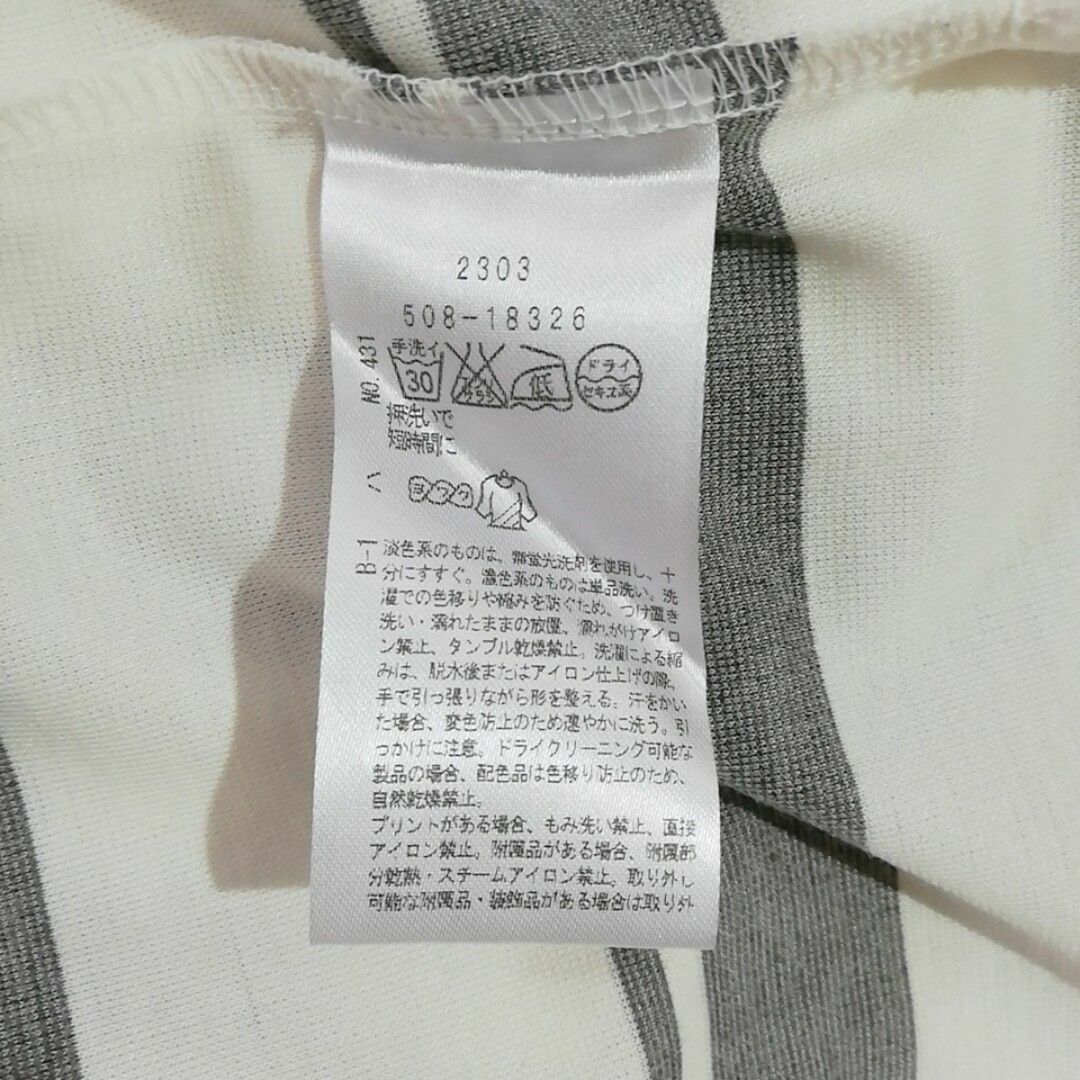 2303
508-18326
NO.431
手洗イ
30
エンソサラシ
低
ドライ
セキユ系
押洗いで
短時間に
ヨワク
ハ
B-1
淡色系のものは、無蛍光洗剤を使用し、十
分にすすぐ。濃色系のものは単品洗い。洗
濯での色移りや縮みを防ぐため、つけ置き
洗い・濡れたままの放置、濡れがけアイロ
ン禁止、タンブル乾燥禁止。洗濯による縮
みは、脱水後またはアイロン仕上げの際、
手で引っ張りながら形を整える。汗をかい
た場合、変色防止のため速やかに洗う。引
っかけに注意。ドライクリーニング可能な
製品の場合、配色品は色移り防止のため、
自然乾燥禁止。
プリントがある場合、もみ洗い禁止、直接
アイロン禁止。附属品がある場合、附属部
分乾熱・スチームアイロン禁止。取り外し
可能な附属品・装飾品がある場合は取り外